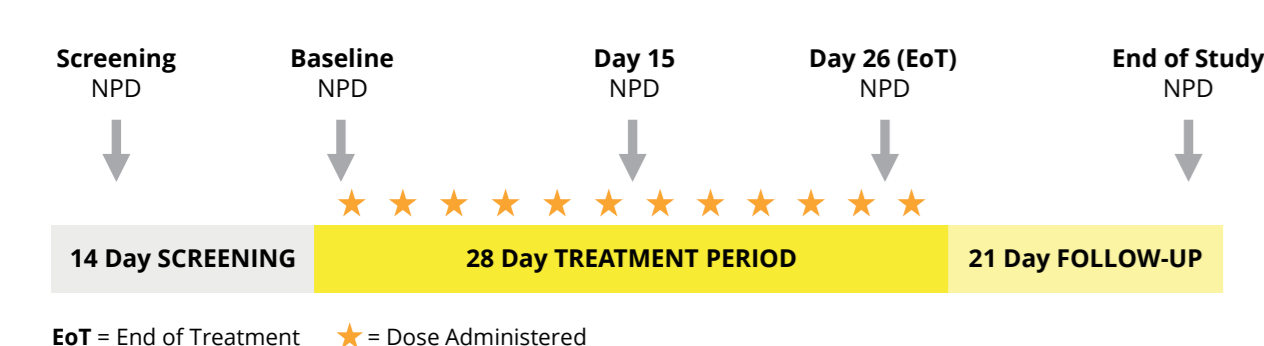 Screening Baseline Day 15 Day 26 (EoT) End of Study
NPD NPD NPD NPD NPD
14 Day SCREENING 28 Day TREATMENT PERIOD 21 Day FOLLOW-UP
EoT = End of Treatment ★ = Dose Administered